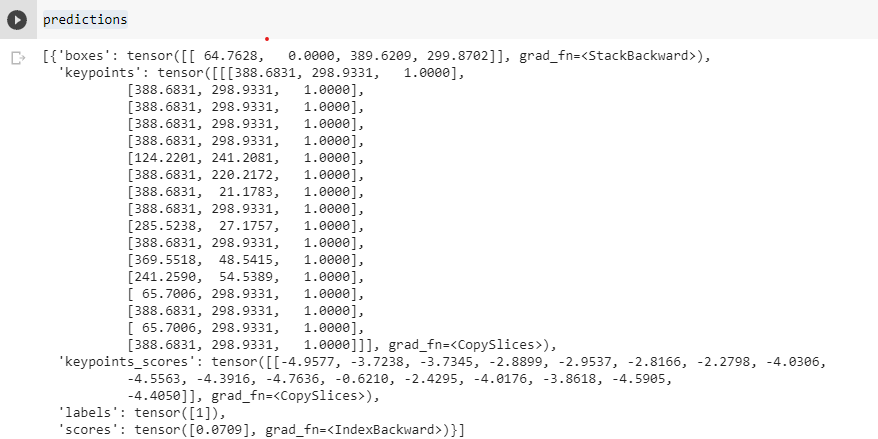 predictions
[{'boxes': tensor([[ 64.7628,   0.0000, 389.6209, 299.8702]], grad_fn=<StackBackward>),
  'keypoints': tensor([[[388.6831, 298.9331,   1.0000],
           [388.6831, 298.9331,   1.0000],
           [388.6831, 298.9331,   1.0000],
           [388.6831, 298.9331,   1.0000],
           [388.6831, 298.9331,   1.0000],
           [124.2201, 241.2081,   1.0000],
           [388.6831, 220.2172,   1.0000],
           [388.6831,  21.1783,   1.0000],
           [388.6831, 298.9331,   1.0000],
           [285.5238,  27.1757,   1.0000],
           [388.6831, 298.9331,   1.0000],
           [369.5518,  48.5415,   1.0000],
           [241.2590,  54.5389,   1.0000],
           [ 65.7006, 298.9331,   1.0000],
           [388.6831, 298.9331,   1.0000],
           [ 65.7006, 298.9331,   1.0000],
           [388.6831, 298.9331,   1.0000]]], grad_fn=<CopySlices>),
  'keypoints_scores': tensor([[-4.9577, -3.7238, -3.7345, -2.8899, -2.9537, -2.8166, -2.2798, -4.0306,
           -4.5563, -4.3916, -4.7636, -0.6210, -2.4295, -4.0176, -3.8618, -4.5905,
           -4.4050]], grad_fn=<CopySlices>),
  'labels': tensor([1]),
  'scores': tensor([0.0709], grad_fn=<IndexBackward>)}]